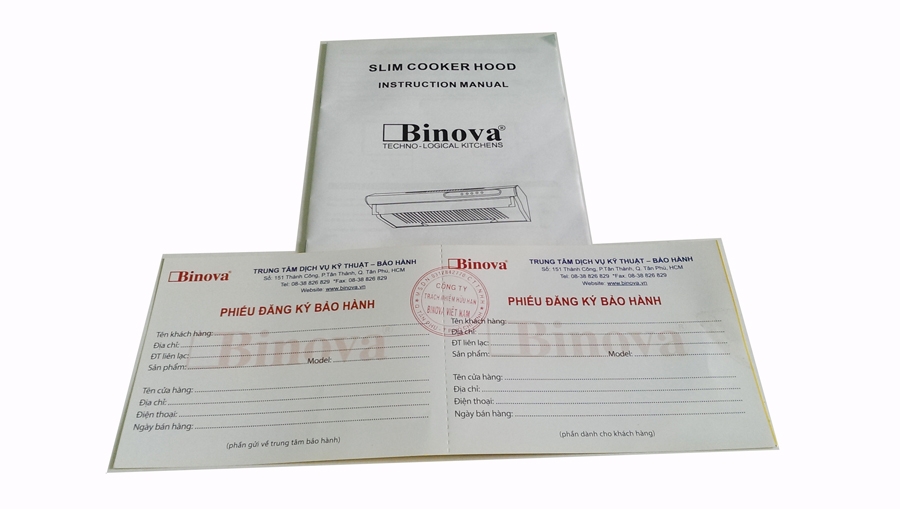 SLIM COOKER HOOD
INSTRUCTION MANUAL
Binova®
TECHNO-LOGICAL KITCHENS
Binova®
TRUNG TÂM DỊCH VỤ KỸ THUẬT – BẢO HÀNH
Số: 151 Thành Công, P.Tân Thành, Q. Tân Phú, HCM
Tel: 08-38 826 829 *Fax: 08-38 826 829
Website: www.binova.vn
PHIẾU ĐĂNG KÝ BẢO HÀNH
Binova
Tên khách hàng:
Địa chỉ:
ĐT liên lạc:
Sản phẩm: Model:
Tên cửa hàng:
Địa chỉ:
Điện thoại:
Ngày bán hàng:
(phần gửi về trung tâm bảo hành)
CÔNG TY
TRÁCH NHIỆM HỮU HẠN
BINOVA VIỆT NAM
Binova®
TRUNG TÂM DỊCH VỤ KỸ THUẬT – BẢO HÀNH
Số: 151 Thành Công, P.Tân Thành, Q. Tân Phú, HCM
Tel: 08-38 826 829 *Fax: 08-38 826 829
Website: www.binova.vn
PHIẾU ĐĂNG KÝ BẢO HÀNH
Binova
Tên khách hàng:
Địa chỉ:
ĐT liên lạc:
Sản phẩm: Model:
Tên cửa hàng:
Địa chỉ:
Điện thoại:
Ngày bán hàng:
(phần dành cho khách hàng)